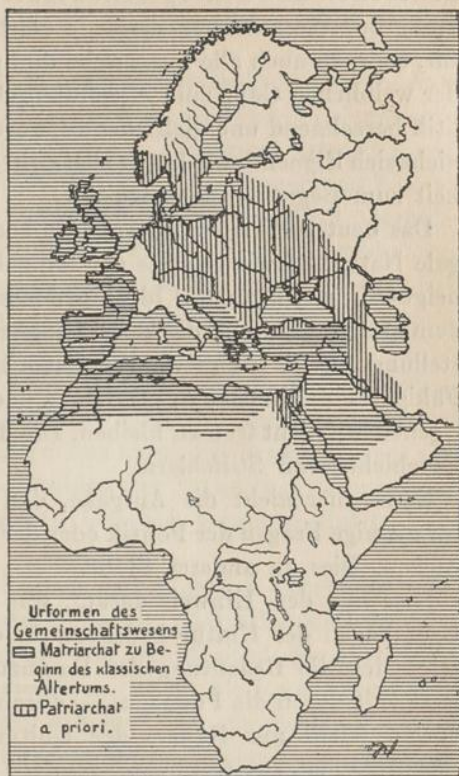 Urformen des
Gemeinschaftswesens
Matriarchat zu Be-
ginn des klassischen
Altertums.
Patriarchat
a priori.